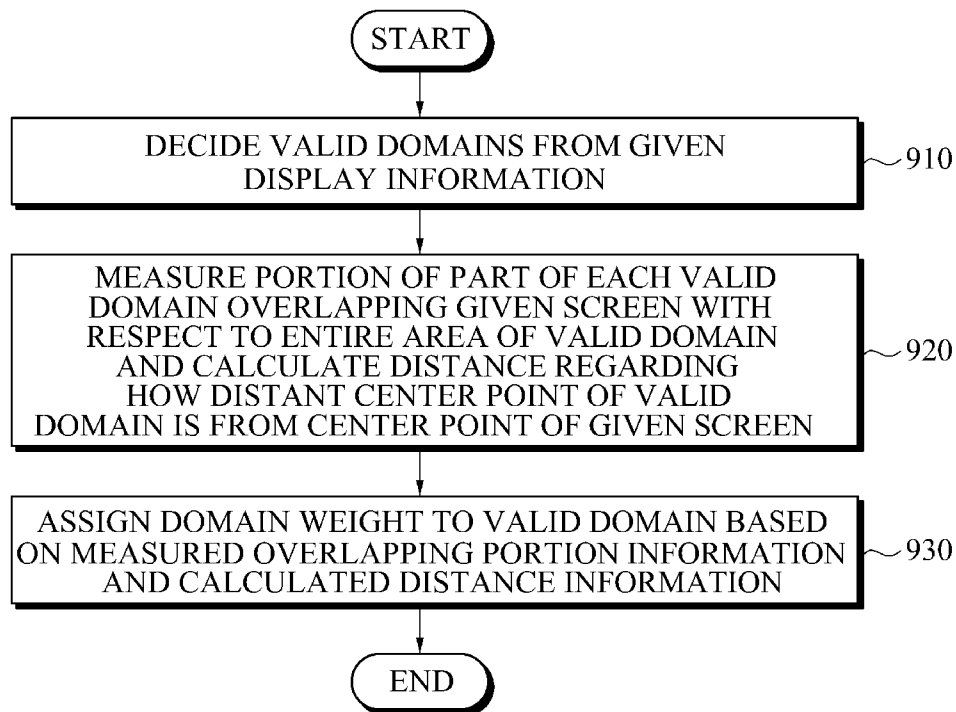 START
DECIDE VALID DOMAINS FROM GIVEN
DISPLAY INFORMATION
910
MEASURE PORTION OF PART OF EACH VALID
DOMAIN OVERLAPPING GIVEN SCREEN WITH
RESPECT TO ENTIRE AREA OF VALID DOMAIN
AND CALCULATE DISTANCE REGARDING
HOW DISTANT CENTER POINT OF VALID
DOMAIN IS FROM CENTER POINT OF GIVEN SCREEN
920
ASSIGN DOMAIN WEIGHT TO VALID DOMAIN BASED
ON MEASURED OVERLAPPING PORTION INFORMATION
AND CALCULATED DISTANCE INFORMATION
930
END